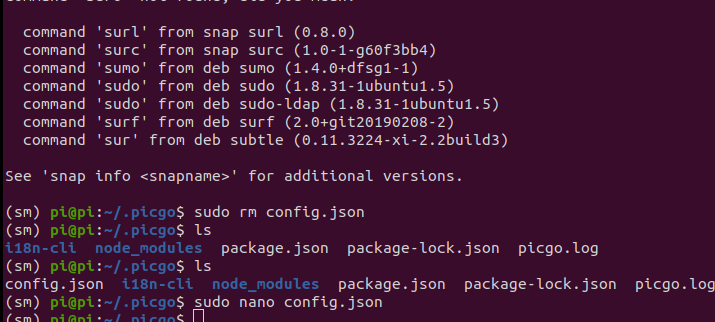 command 'surl' from snap surl (0.8.0)
command 'surc' from snap surc (1.0-1-g60f3bb4)
command 'sumo' from deb sumo (1.4.0+dfsg1-1)
command 'sudo' from deb sudo (1.8.31-1ubuntu1.5)
command 'sudo' from deb sudo-ldap (1.8.31-1ubuntu1.5)
command 'surf' from deb surf (2.0+git20190208-2)
command 'sur' from deb subtle (0.11.3224-xi-2.2build3)
See 'snap info <snapname>' for additional versions.
(sm) pi@pi:~/.picgo$ sudo rm config.json
(sm) pi@pi:~/.picgo$ ls
i18n-cli  node_modules  package.json  package-lock.json  picgo.log
(sm) pi@pi:~/.picgo$ ls
config.json  i18n-cli  node_modules  package.json  package-lock.json  picgo.log
(sm) pi@pi:~/.picgo$ sudo nano config.json
(sm) pi@pi:~/.picgo$